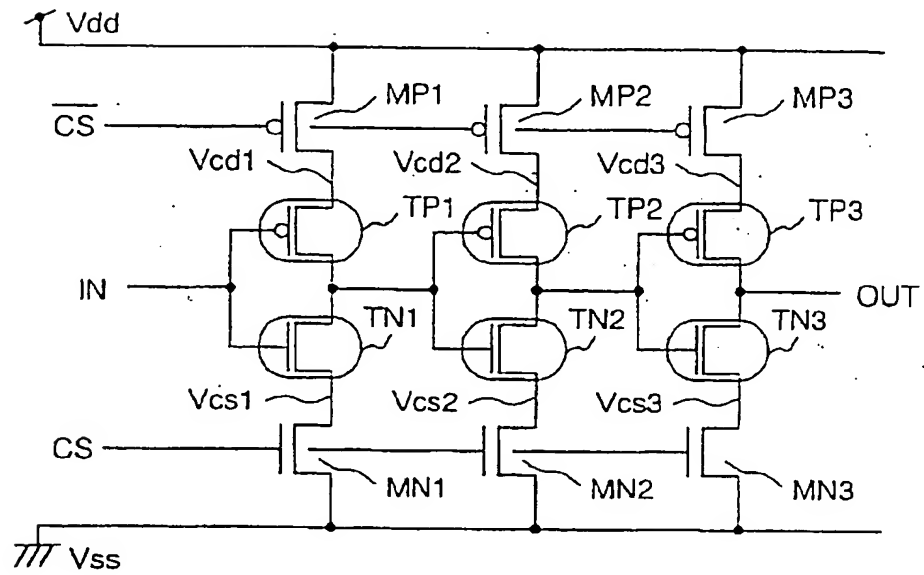 Vdd
MP1 MP2 MP3
C̅S̅
Vcd1 Vcd2 Vcd3
TP1 TP2 TP3
IN OUT
TN1 TN2 TN3
Vcs1 Vcs2 Vcs3
CS
MN1 MN2 MN3
Vss